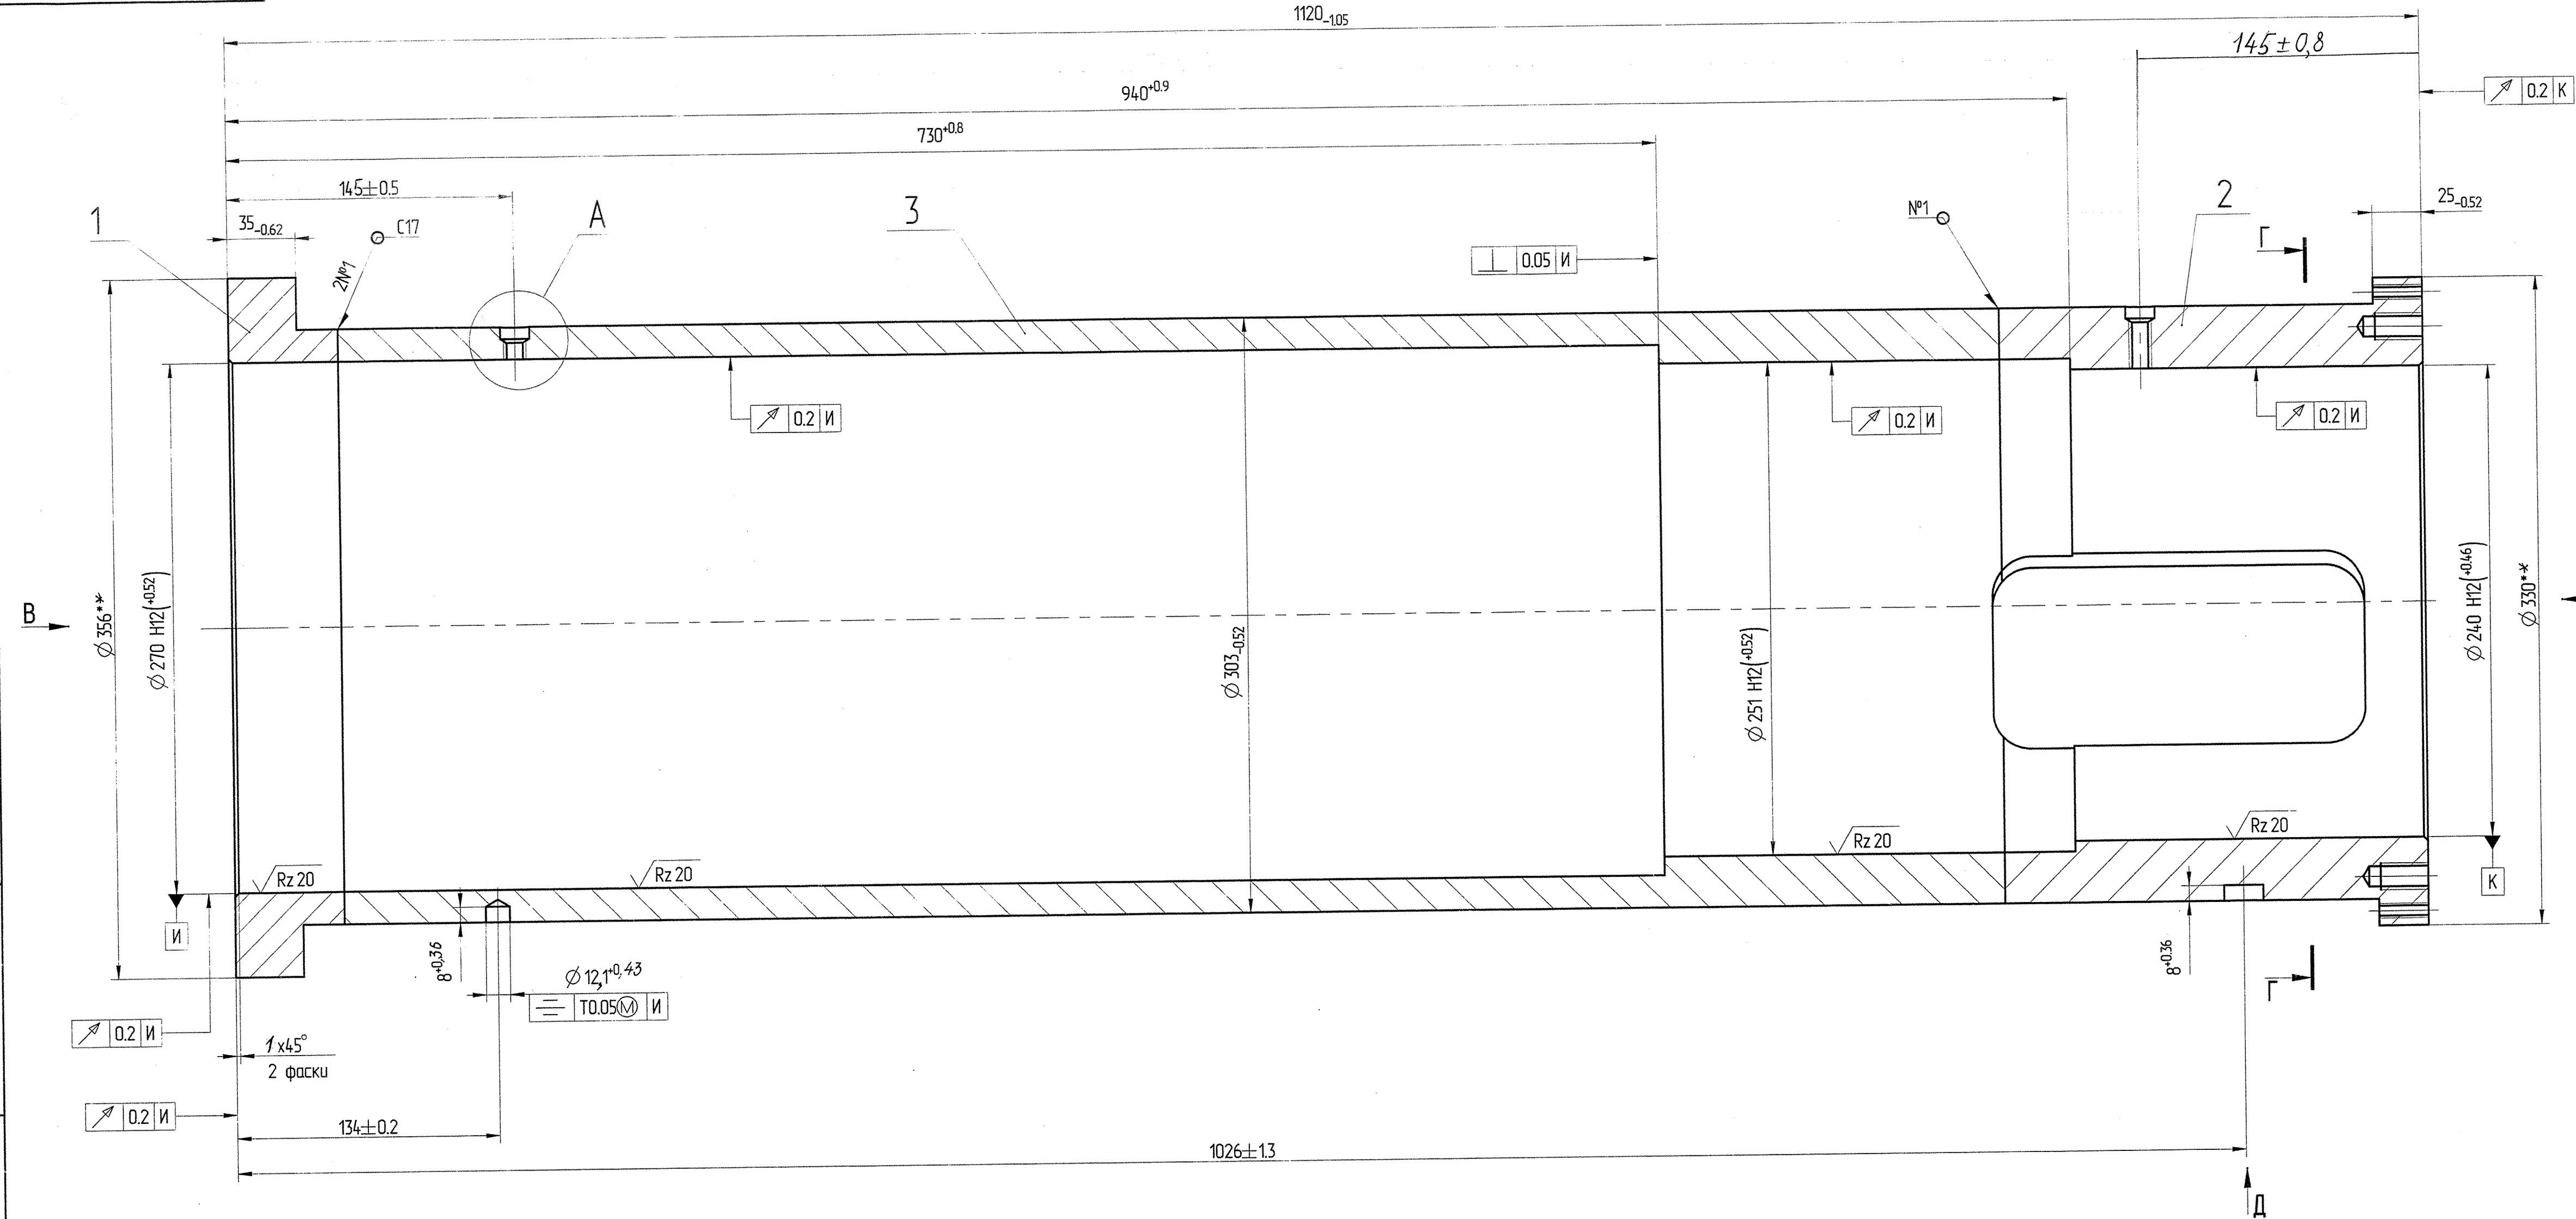 1120-1.05
145±0,8
0.2 К
940+0.9
730+0.8
145±0.5
35-0.62
С17
2№1
1
А
3
№1
2
25-0.52
Г
0.05 И
0.2 И
0.2 И
0.2 И
В
Ø 356**
Ø 270 H12(+0.52)
Ø 303-0.52
Ø 251 H12(+0.52)
Ø 240 H12(+0.46)
Ø 330**
Rz 20
Rz 20
Rz 20
Rz 20
И
К
8+0,36
Ø 12,1+0,43
T0.05Ⓜ И
8+0.36
Г
0.2 И
1x45°
2 фаски
0.2 И
134±0.2
1026±1.3
Д